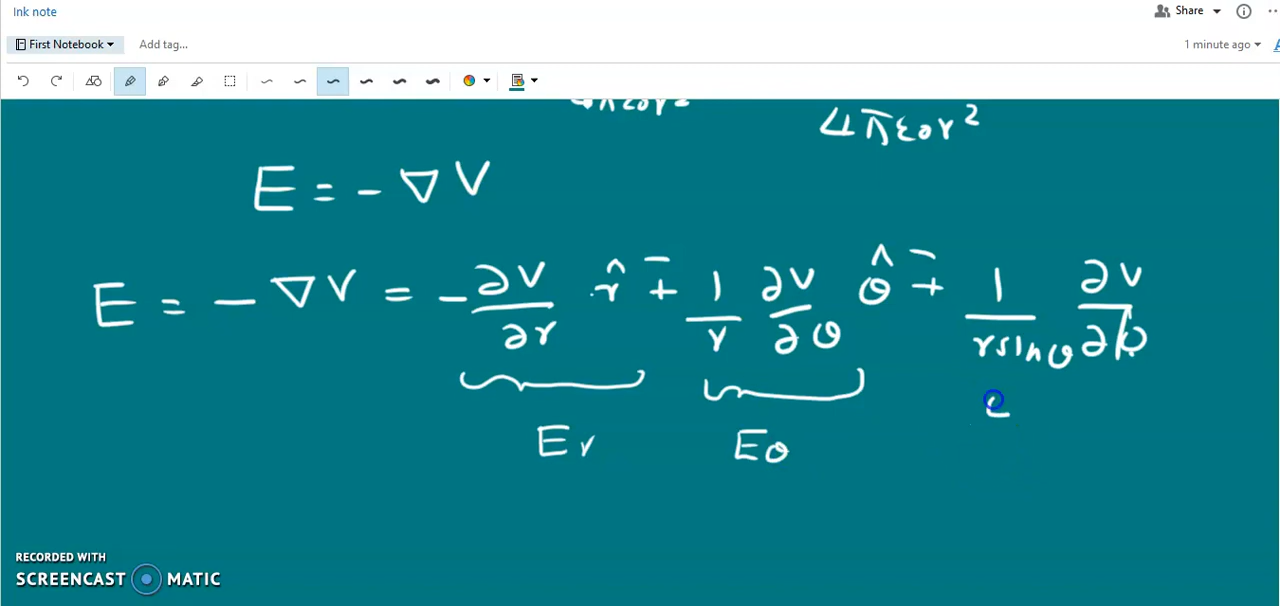 Ink note
Share
First Notebook
Add tag...
1 minute ago
4πε0r²
4πε0r²
E = - ∇V
E = - ∇V = - ∂V/∂r r̂ ∓ 1/r ∂V/∂θ θ̂ ∓ 1/r sinθ ∂V/∂φ
Er Eθ
RECORDED WITH
SCREENCAST MATIC